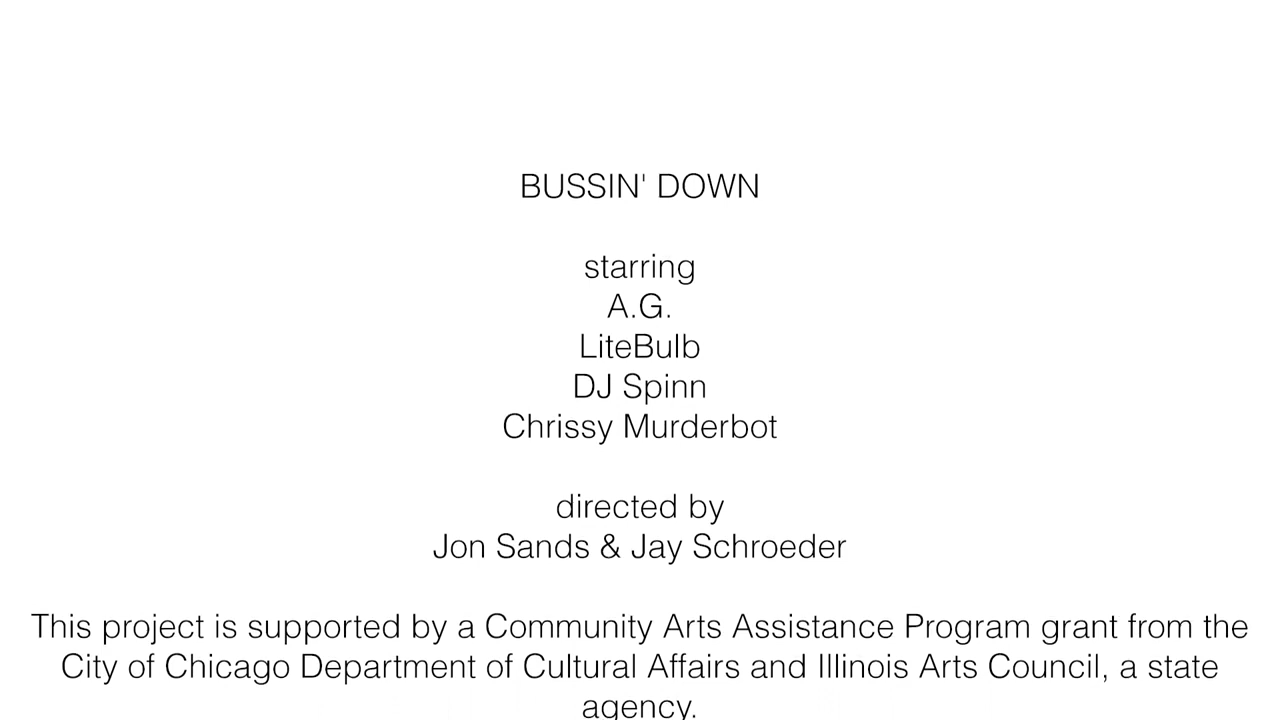 BUSSIN' DOWN
starring
A.G.
LiteBulb
DJ Spinn
Chrissy Murderbot
directed by
Jon Sands & Jay Schroeder
This project is supported by a Community Arts Assistance Program grant from the
City of Chicago Department of Cultural Affairs and Illinois Arts Council, a state
agency.